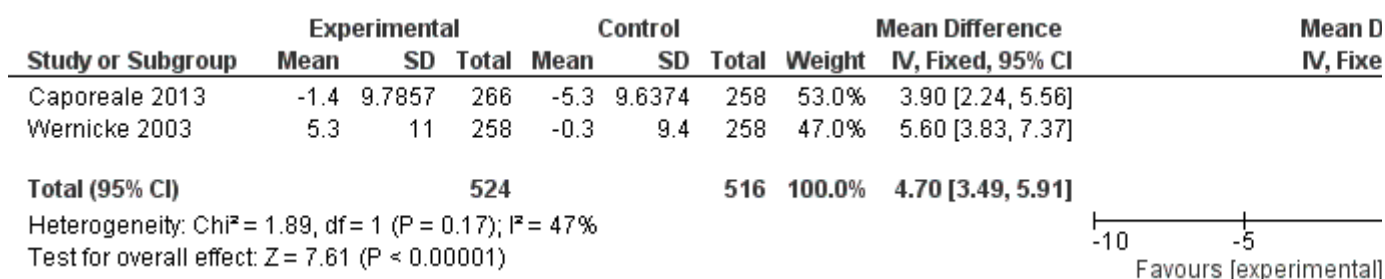 Experimental Control Mean Difference Mean D
Study or Subgroup Mean SD Total Mean SD Total Weight IV, Fixed, 95% CI IV, Fixe
Caporeale 2013 -1.4 9.7857 266 -5.3 9.6374 258 53.0% 3.90 [2.24, 5.56]
Wernicke 2003 5.3 11 258 -0.3 9.4 258 47.0% 5.60 [3.83, 7.37]
Total (95% CI) 524 516 100.0% 4.70 [3.49, 5.91]
Heterogeneity: Chi² = 1.89, df = 1 (P = 0.17); I² = 47%
Test for overall effect: Z = 7.61 (P < 0.00001)
-10 -5
Favours [experimental]